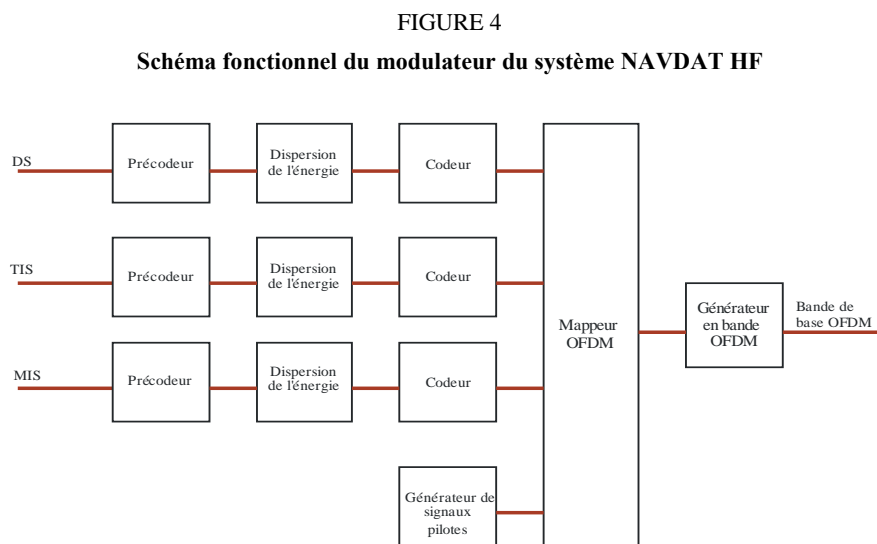 FIGURE 4
Schéma fonctionnel du modulateur du système NAVDAT HF
DS
Précodeur
Dispersion
de l'énergie
Codeur
TIS
Précodeur
Dispersion
de l'énergie
Codeur
MIS
Précodeur
Dispersion
de l'énergie
Codeur
Générateur de
signaux
pilotes
Mappeur
OFDM
Générateur
en bande
OFDM
Bande de
base OFDM